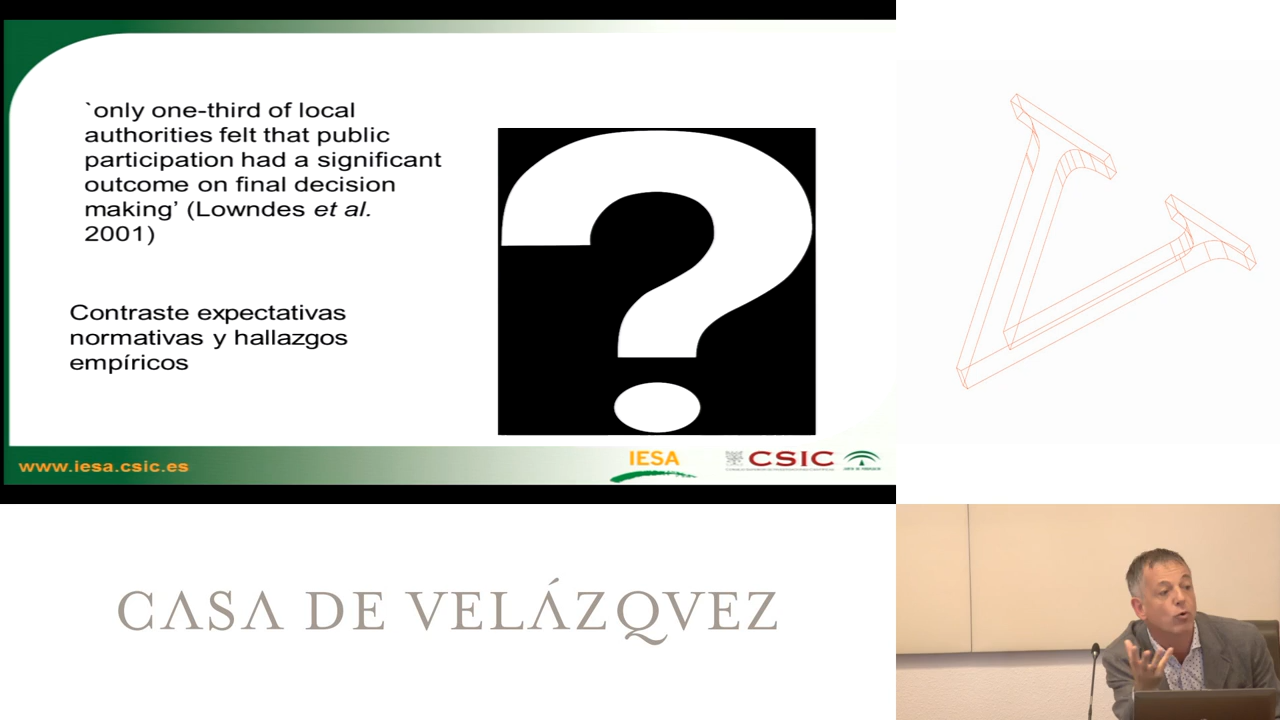 `only one-third of local
authorities felt that public
participation had a significant
outcome on final decision
making’ (Lowndes et al.
2001)
Contraste expectativas
normativas y hallazgos
empíricos
www.iesa.csic.es
IESA
CSIC
CASA DE VELÁZQVEZ